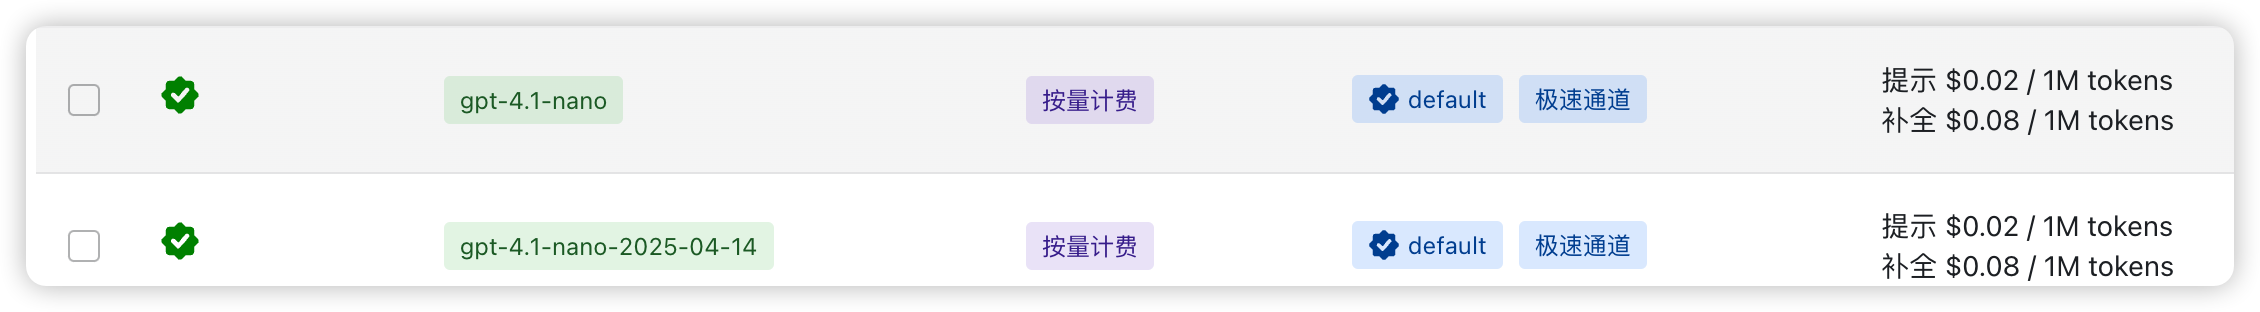 gpt-4.1-nano 按量计费 default 极速通道 提示 $0.02 / 1M tokens
补全 $0.08 / 1M tokens
gpt-4.1-nano-2025-04-14 按量计费 default 极速通道 提示 $0.02 / 1M tokens
补全 $0.08 / 1M tokens